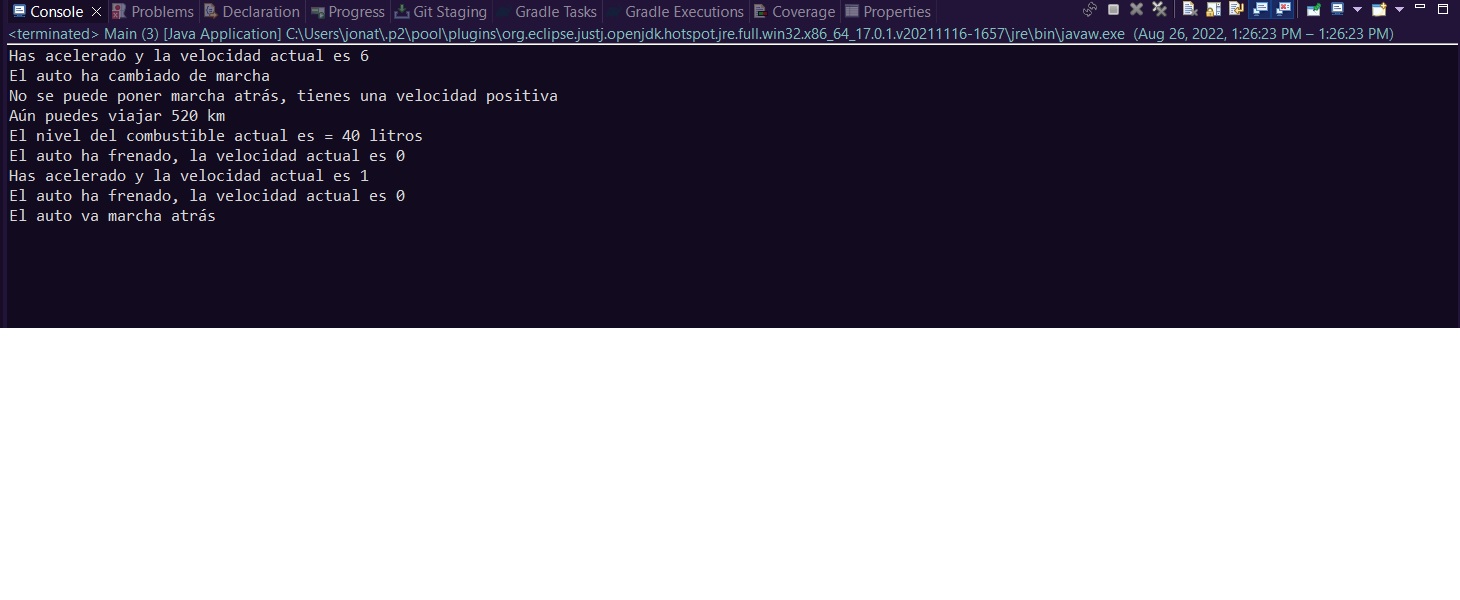 Console Problems Declaration Progress Git Staging Gradle Tasks Gradle Executions Coverage Properties
<terminated> Main (3) [Java Application] C:\Users\jonat\.p2\pool\plugins\org.eclipse.justj.openjdk.hotspot.jre.full.win32.x86_64_17.0.1.v20211116-1657\jre\bin\javaw.exe (Aug 26, 2022, 1:26:23 PM – 1:26:23 PM)
Has acelerado y la velocidad actual es 6
El auto ha cambiado de marcha
No se puede poner marcha atrás, tienes una velocidad positiva
Aún puedes viajar 520 km
El nivel del combustible actual es = 40 litros
El auto ha frenado, la velocidad actual es 0
Has acelerado y la velocidad actual es 1
El auto ha frenado, la velocidad actual es 0
El auto va marcha atrás